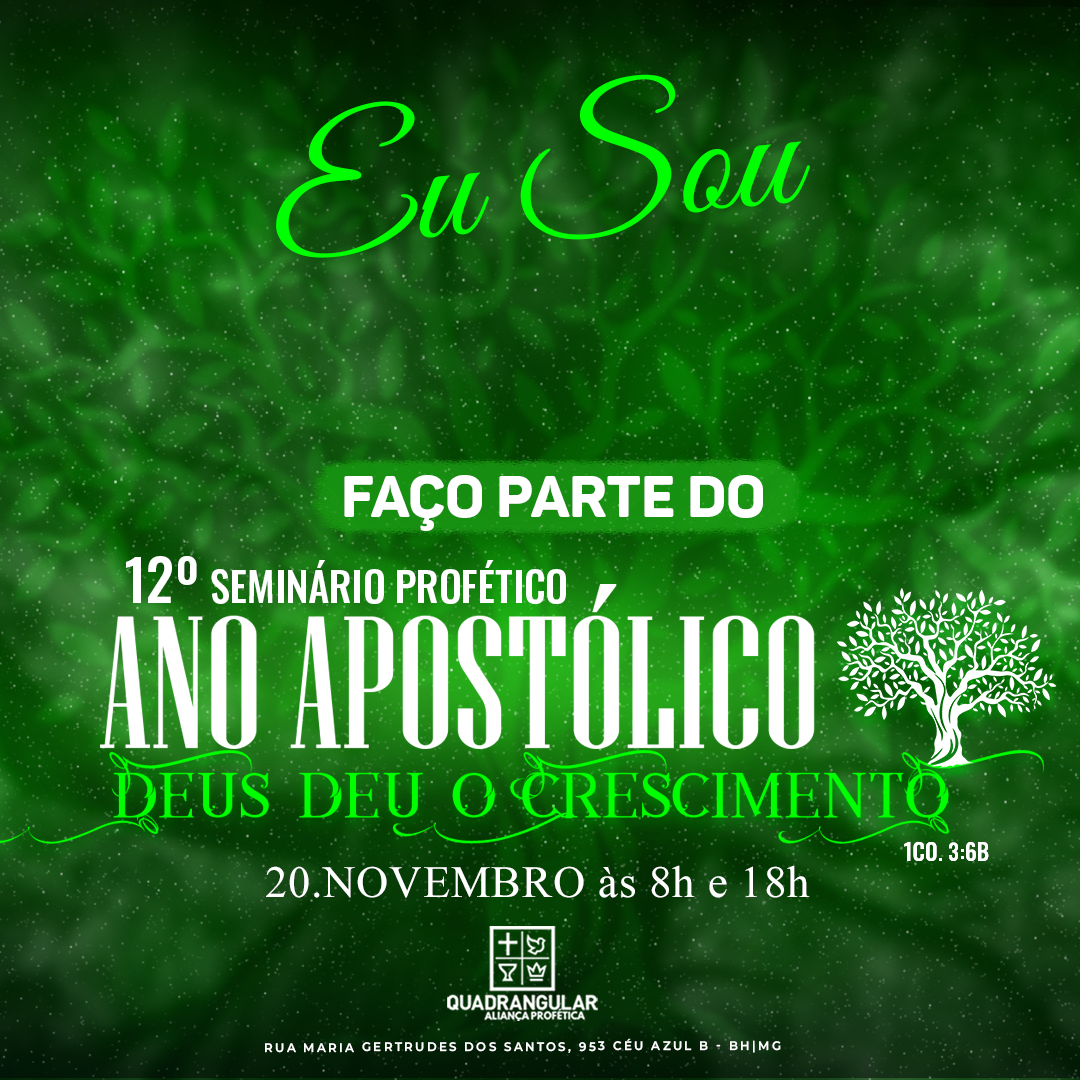 Eu Sou
FAÇO PARTE DO
12º SEMINÁRIO PROFÉTICO
ANO APOSTÓLICO
DEUS DEU O CRESCIMENTO
1CO. 3:6B
20.NOVEMBRO às 8h e 18h
QUADRANGULAR
ALIANÇA PROFÉTICA
RUA MARIA GERTRUDES DOS SANTOS, 953 CÉU AZUL B - BH|MG